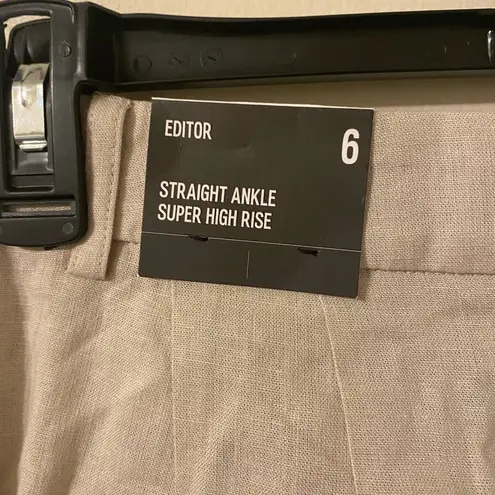 EDITOR
6
STRAIGHT ANKLE
SUPER HIGH RISE